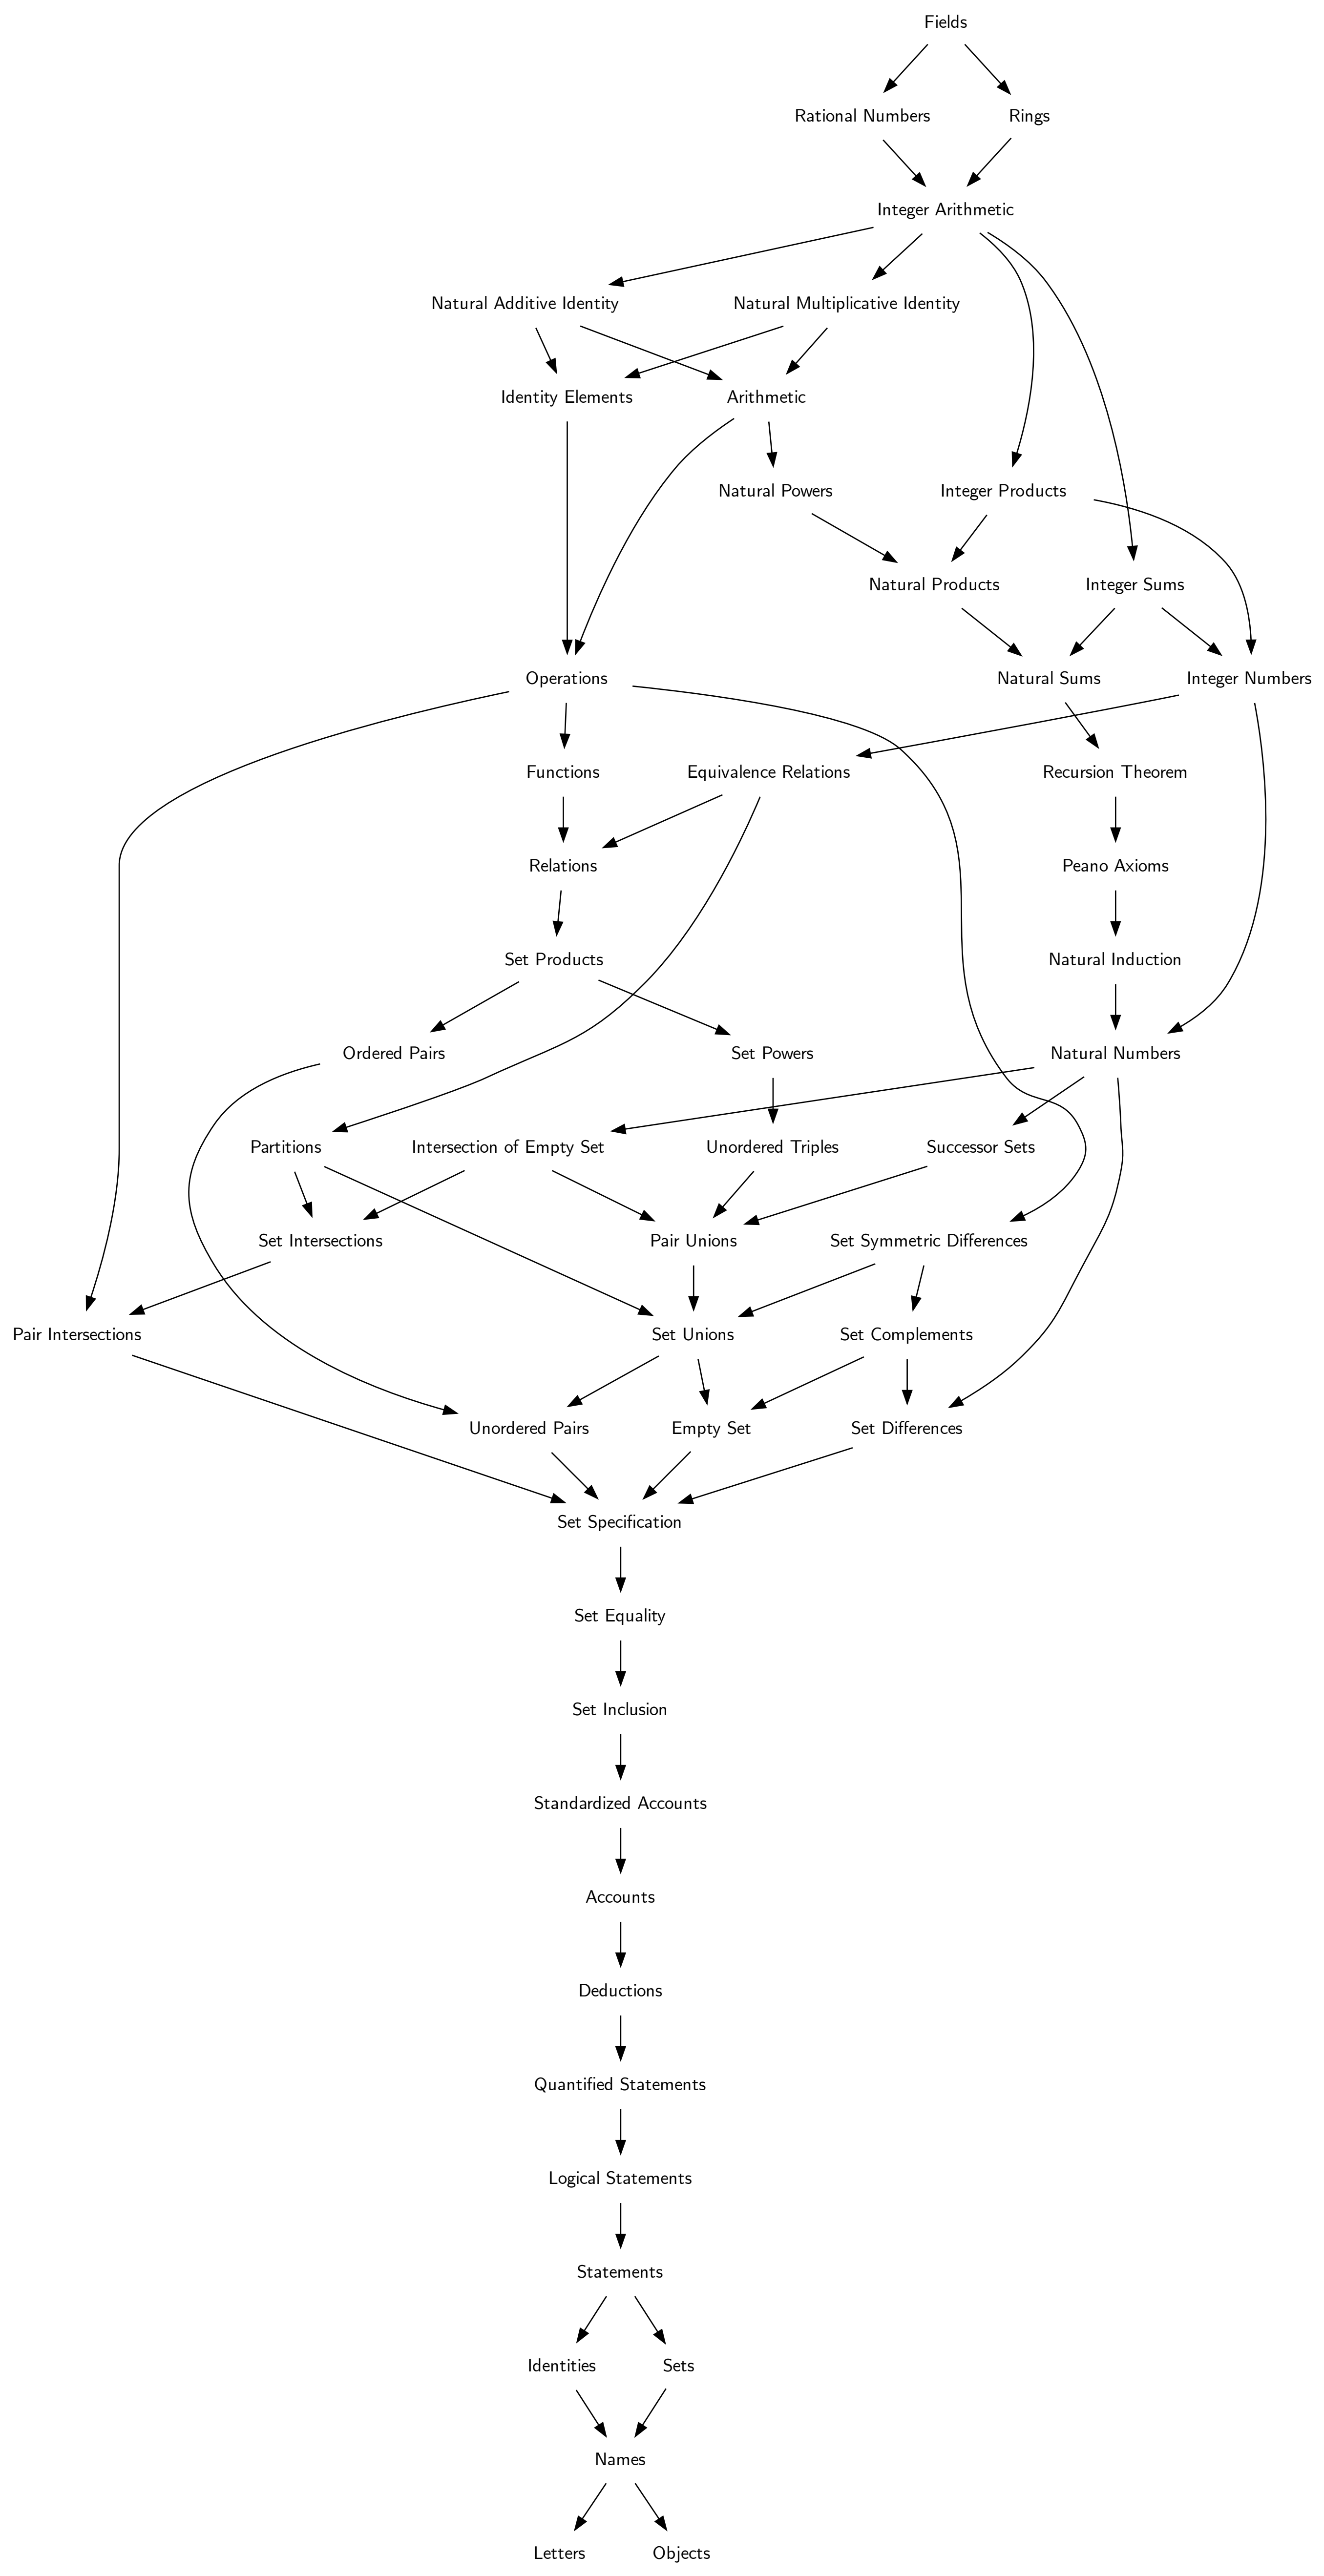 Fields
Rational Numbers
Rings
Integer Arithmetic
Natural Additive Identity
Natural Multiplicative Identity
Identity Elements
Arithmetic
Natural Powers
Integer Products
Natural Products
Integer Sums
Operations
Natural Sums
Integer Numbers
Functions
Equivalence Relations
Recursion Theorem
Relations
Peano Axioms
Set Products
Natural Induction
Ordered Pairs
Set Powers
Natural Numbers
Partitions
Intersection of Empty Set
Unordered Triples
Successor Sets
Set Intersections
Pair Unions
Set Symmetric Differences
Pair Intersections
Set Unions
Set Complements
Unordered Pairs
Empty Set
Set Differences
Set Specification
Set Equality
Set Inclusion
Standardized Accounts
Accounts
Deductions
Quantified Statements
Logical Statements
Statements
Identities
Sets
Names
Letters
Objects